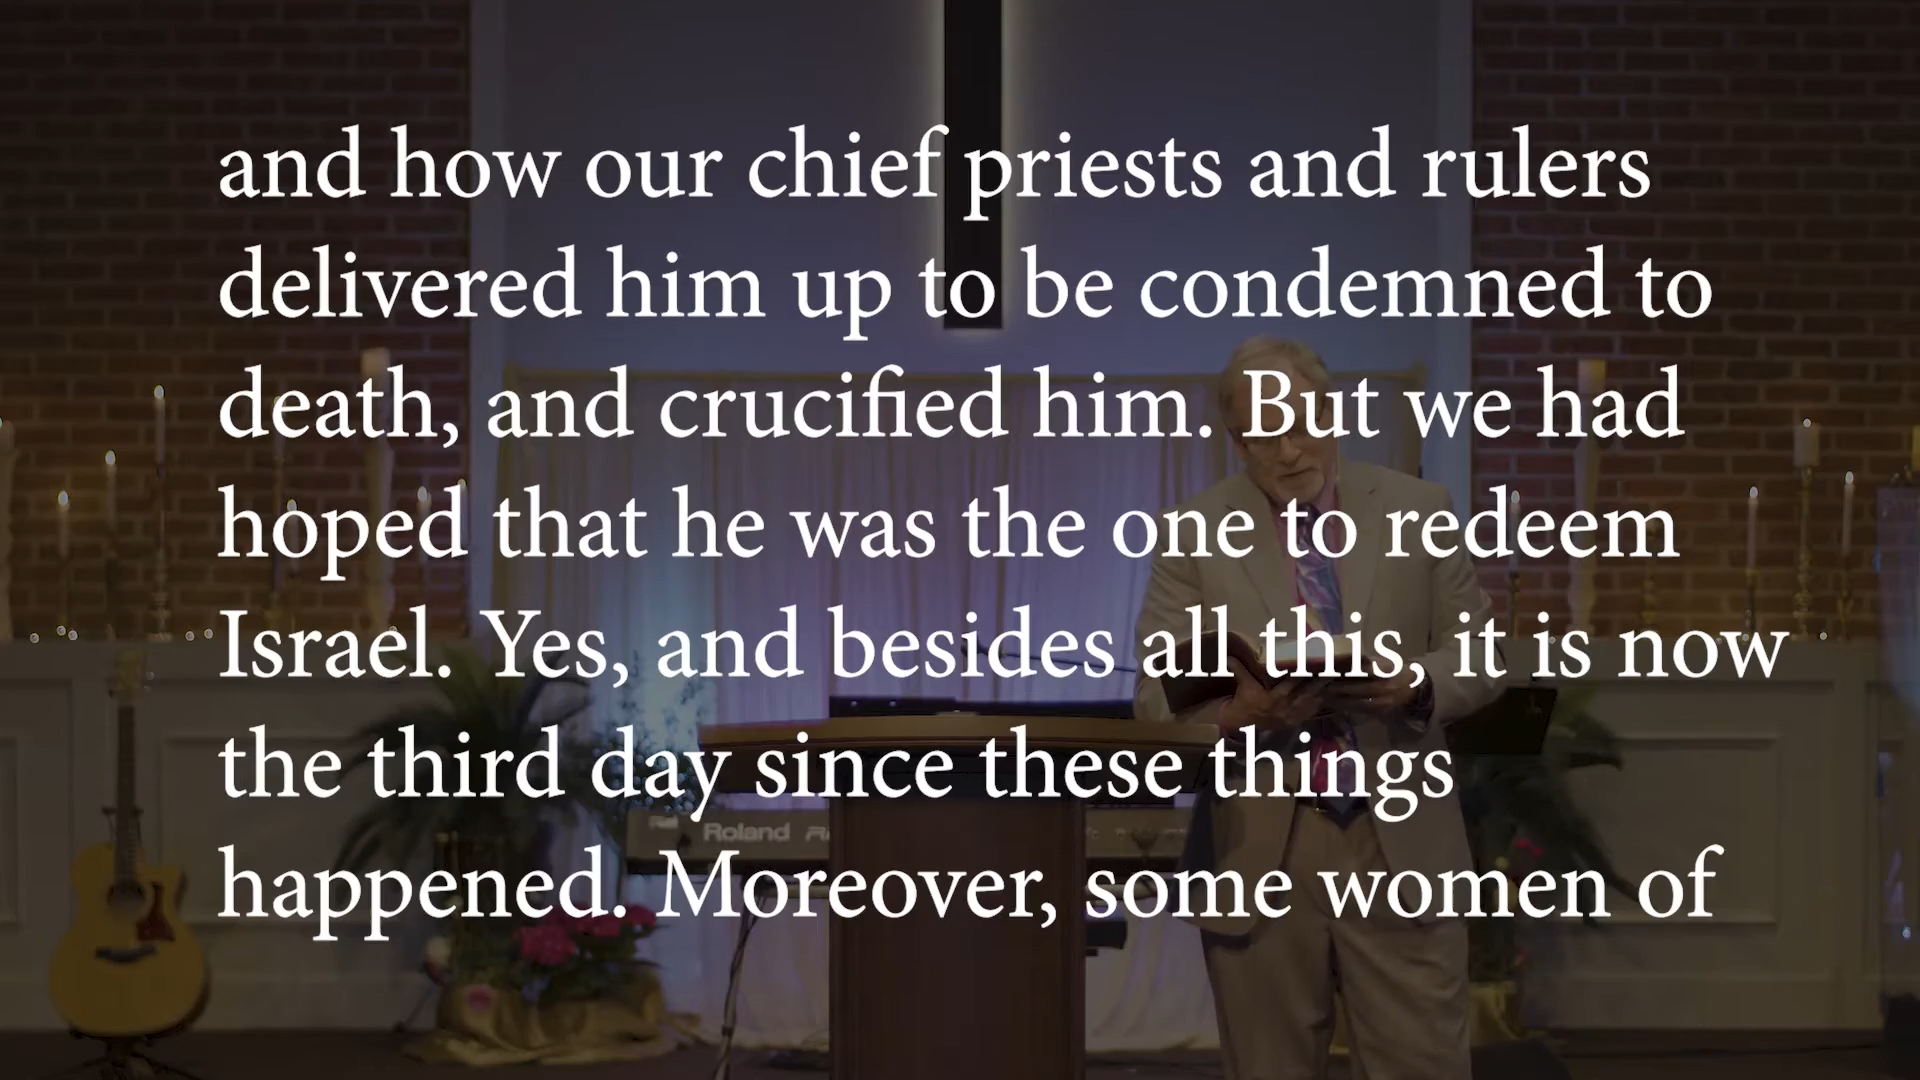 and how our chief priests and rulers
delivered him up to be condemned to
death, and crucified him. But we had
hoped that he was the one to redeem
Israel. Yes, and besides all this, it is now
the third day since these things
happened. Moreover, some women of
Roland